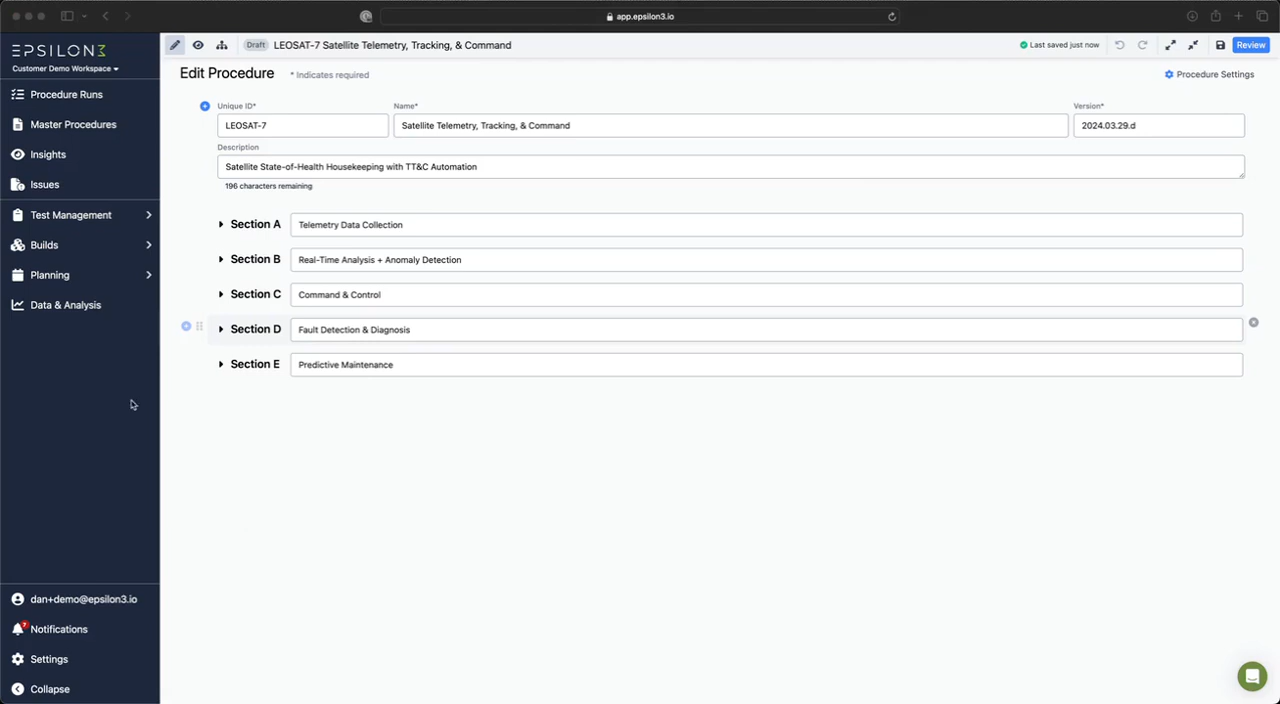 app.epsilon3.io
EPSILON3
Customer Demo Workspace
Procedure Runs
Master Procedures
Insights
Issues
Test Management
Builds
Planning
Data & Analysis
dan+demo@epsilon3.io
7
Notifications
Settings
Collapse
Draft LEOSAT-7 Satellite Telemetry, Tracking, & Command
Last saved just now
Review
Edit Procedure * Indicates required
Procedure Settings
Unique ID* Name* Version*
LEOSAT-7 Satellite Telemetry, Tracking, & Command 2024.03.29.d
Description
Satellite State-of-Health Housekeeping with TT&C Automation
196 characters remaining
Section A Telemetry Data Collection
Section B Real-Time Analysis + Anomaly Detection
Section C Command & Control
Section D Fault Detection & Diagnosis
Section E Predictive Maintenance